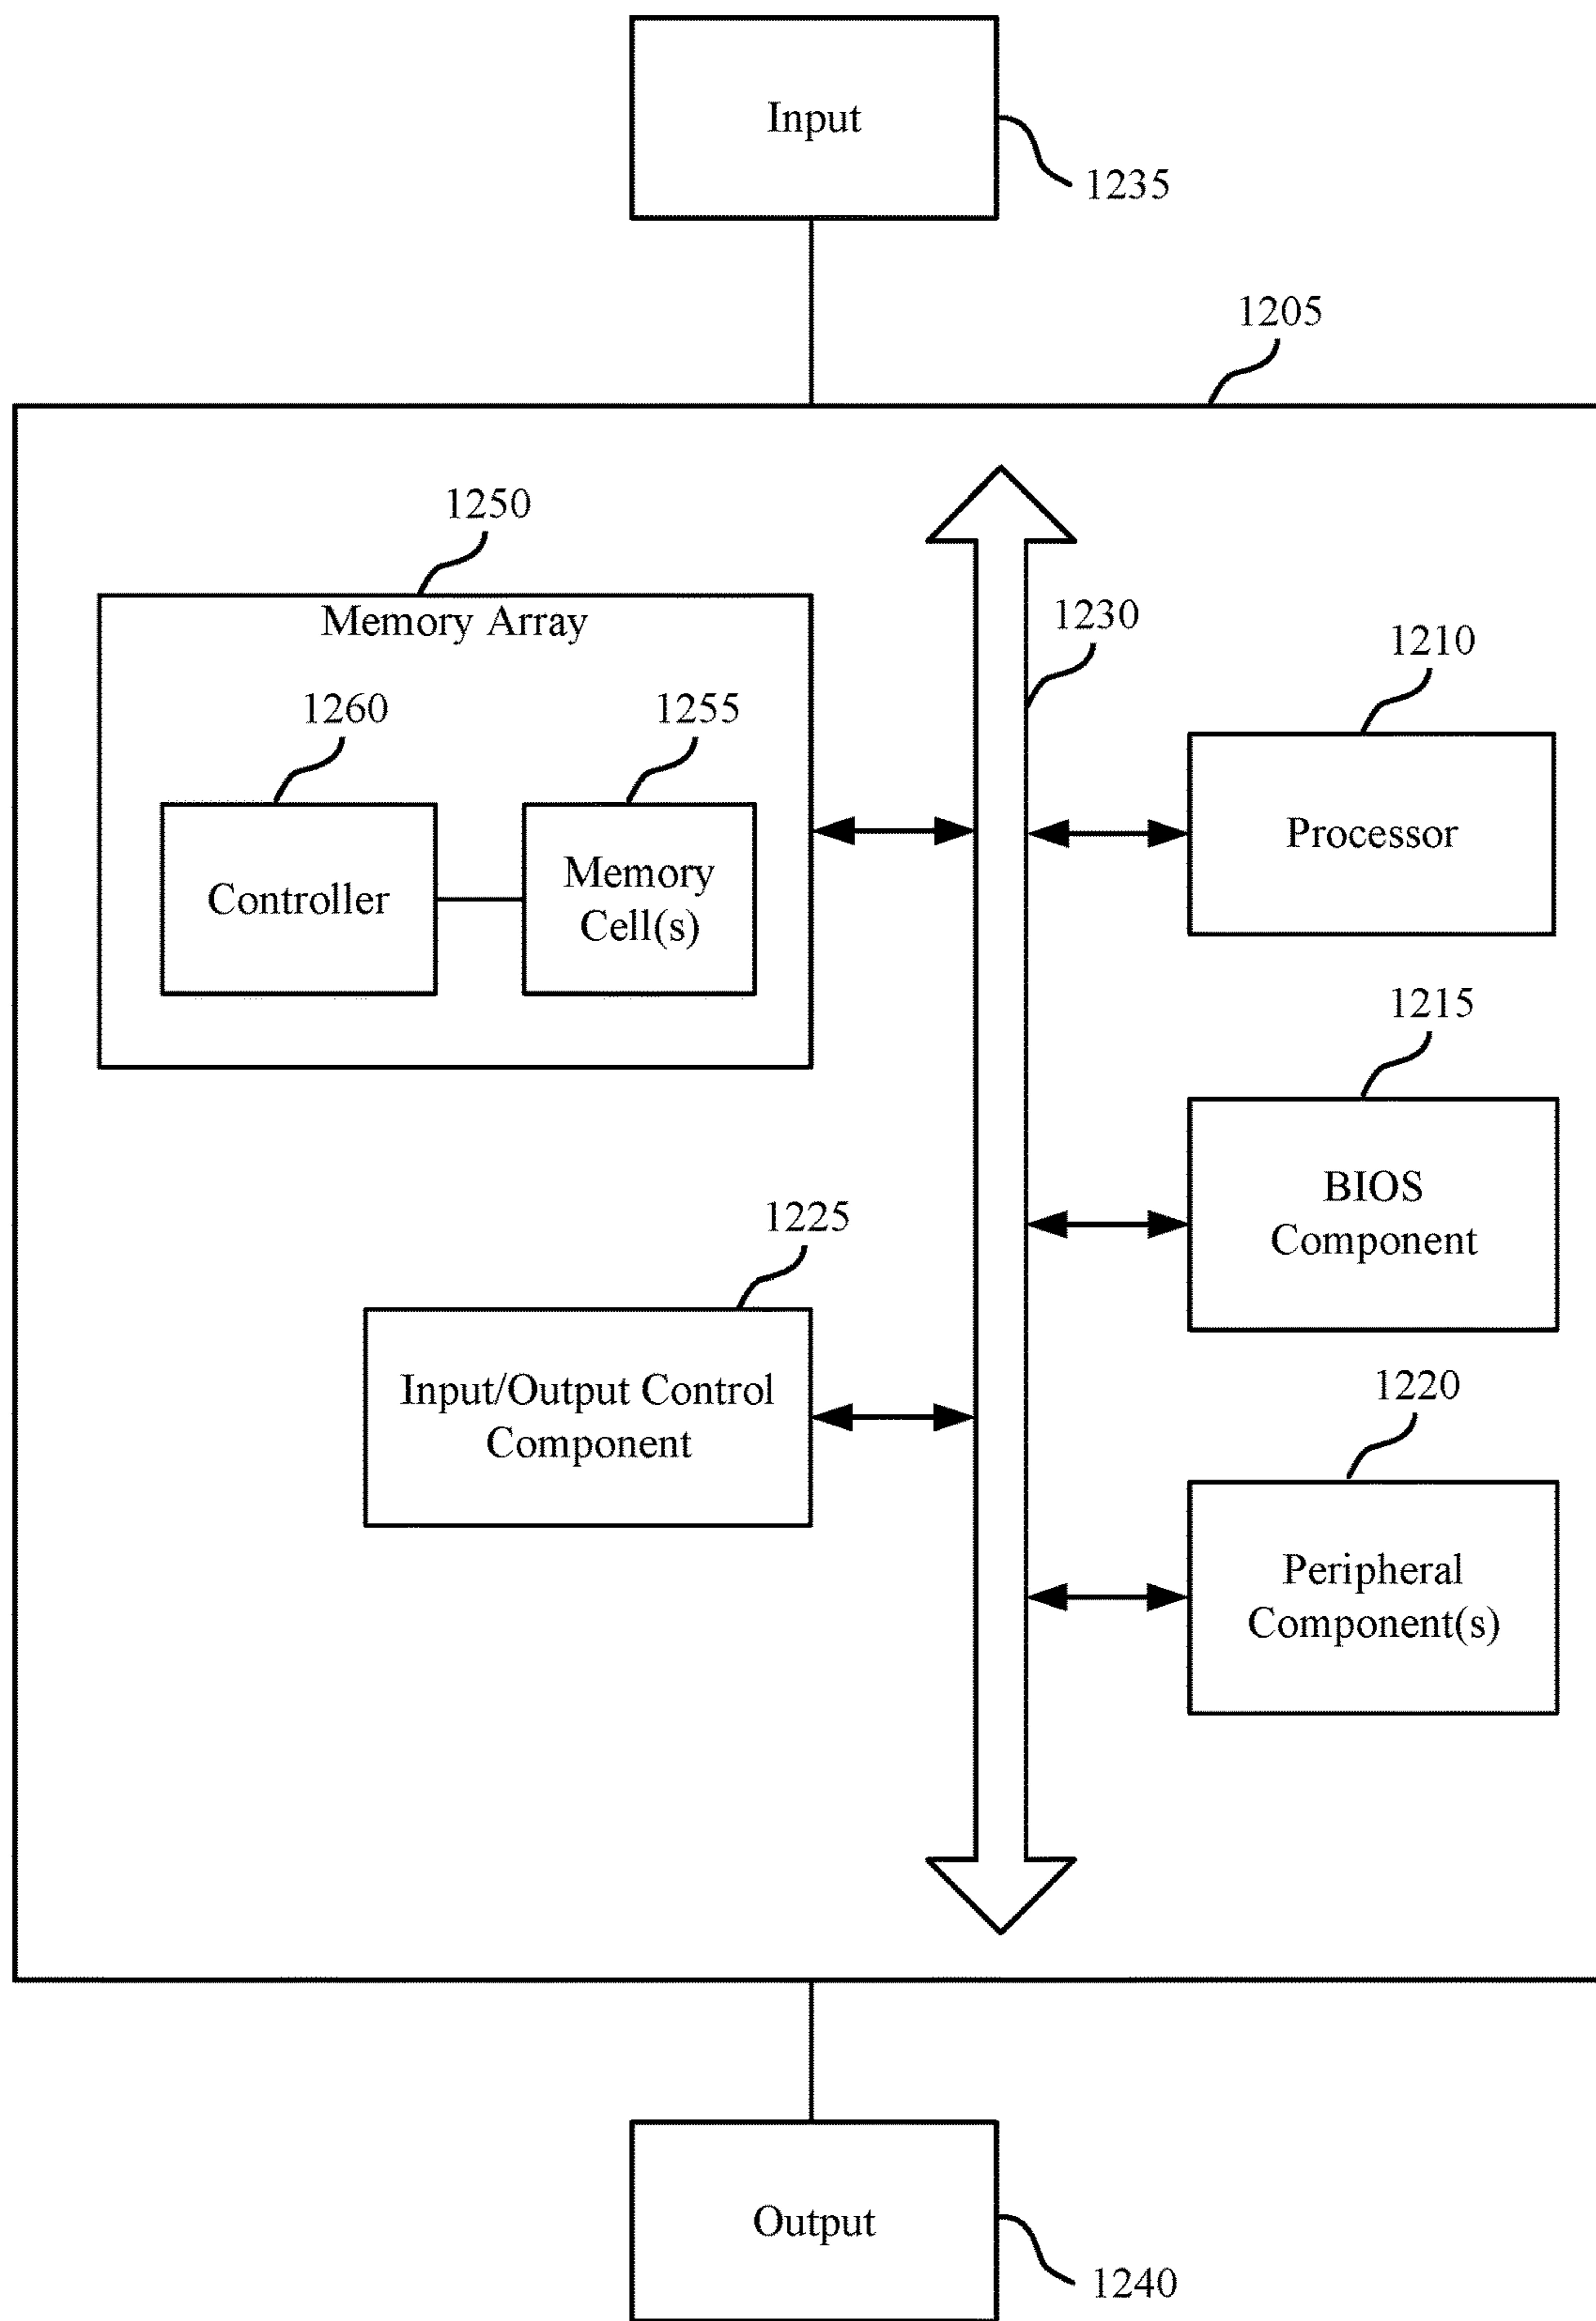 Input
1235
1205
1250
Memory Array
1230
1210
1260
1255
Processor
Controller
Memory
Cell(s)
1215
BIOS
Component
1225
Input/Output Control
Component
1220
Peripheral
Component(s)
Output
1240